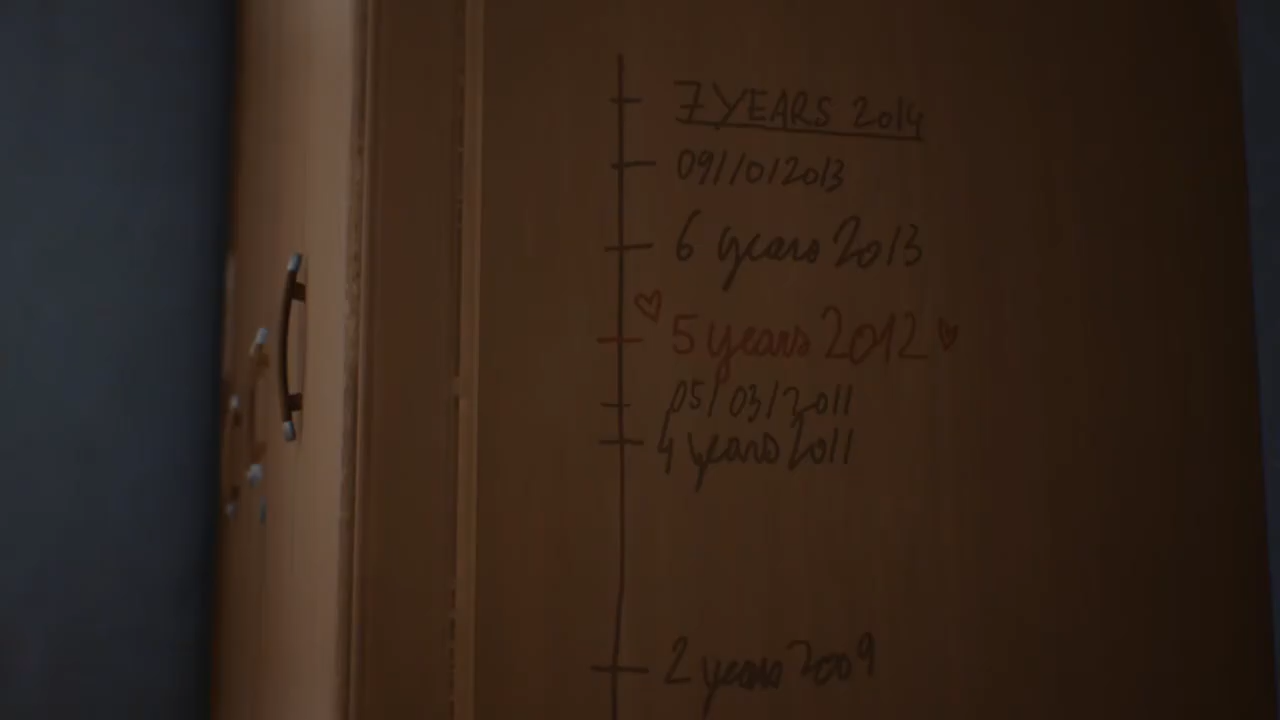 7 YEARS 2014
09/10/2013
6 years 2013
5 years 2012
05/03/2011
4 years 2011
2 years 2009